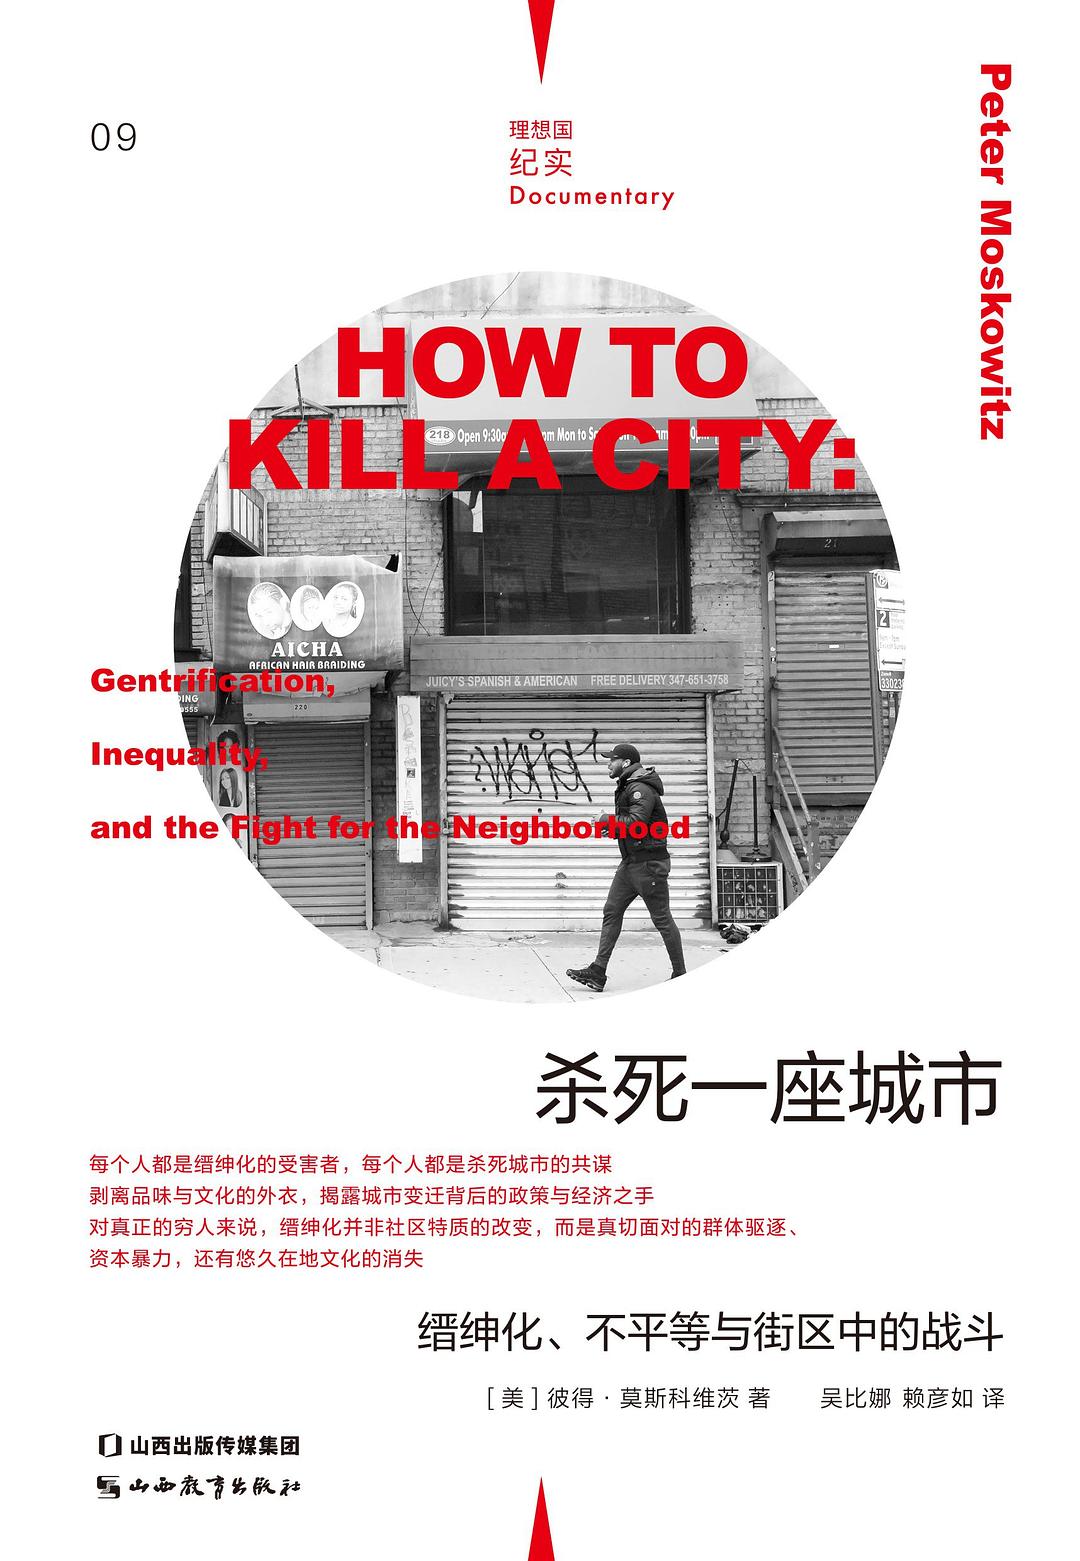 09
理想国
纪实
Documentary
Peter Moskowitz
HOW TO
KILL A CITY:
218
Open 9:30
Mon to
21
2
AICHA
AFRICAN HAIR BRAIDING
JUICY'S SPANISH & AMERICAN FREE DELIVERY 347-651-3758
220
Gentrification,
Inequality,
and the Fight for the Neighborhood
杀死一座城市
每个人都是缙绅化的受害者，每个人都是杀死城市的共谋
剥离品味与文化的外衣，揭露城市变迁背后的政策与经济之手
对真正的穷人来说，缙绅化并非社区特质的改变，而是真切面对的群体驱逐、
资本暴力，还有悠久在地文化的消失
缙绅化、不平等与街区中的战斗
[美]彼得·莫斯科维茨 著 吴比娜 赖彦如 译
山西出版传媒集团
山西教育出版社